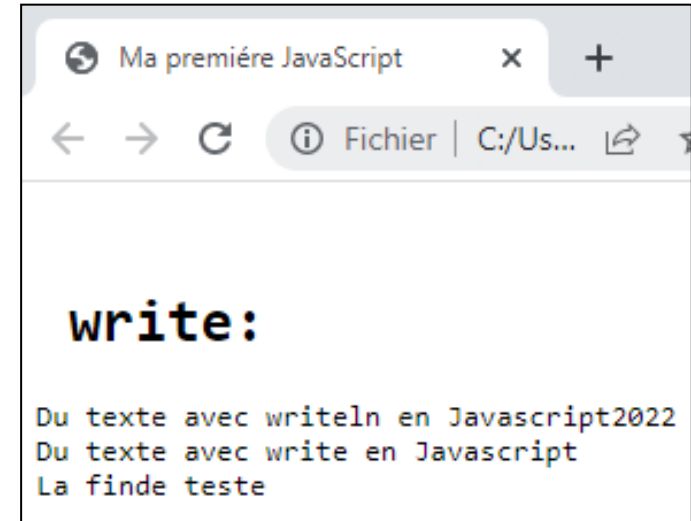 Ma premiére JavaScript
Fichier | C:/Us...
write:
Du texte avec writeln en Javascript2022
Du texte avec write en Javascript
La finde teste